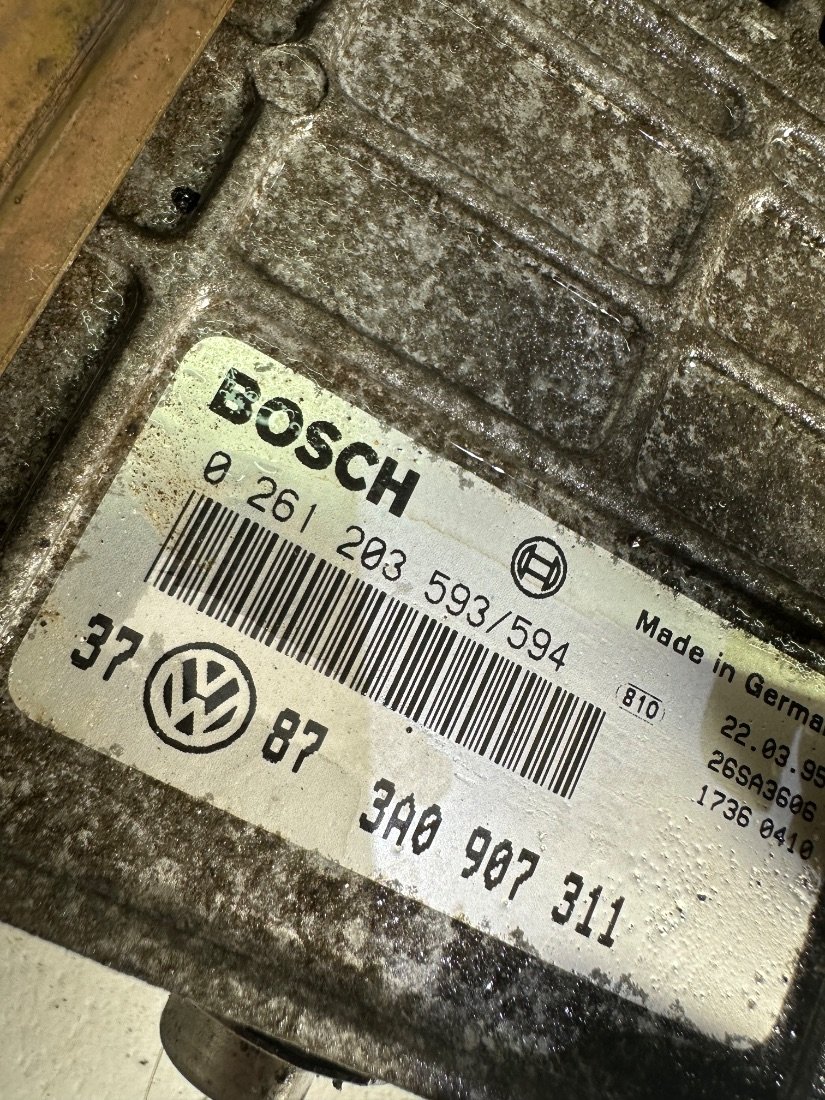 BOSCH
0 261 203 593/594
Made in German
810
22.03.95
26SA3606
1736 0410
37 VW 87
3A0 907 311